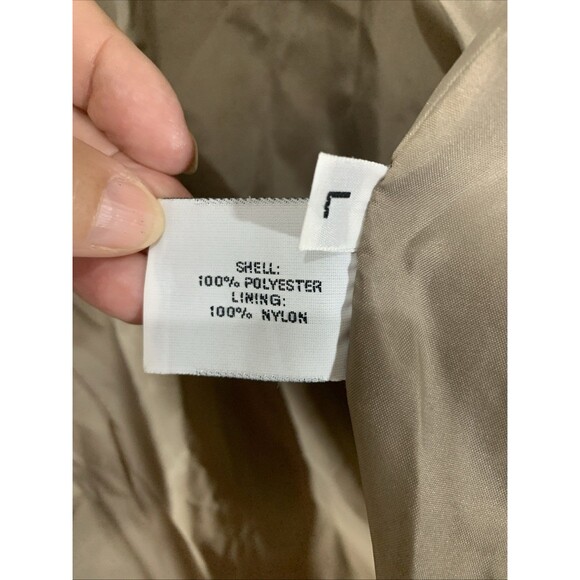 L
SHELL:
100% POLYESTER
LINING:
100% NYLON